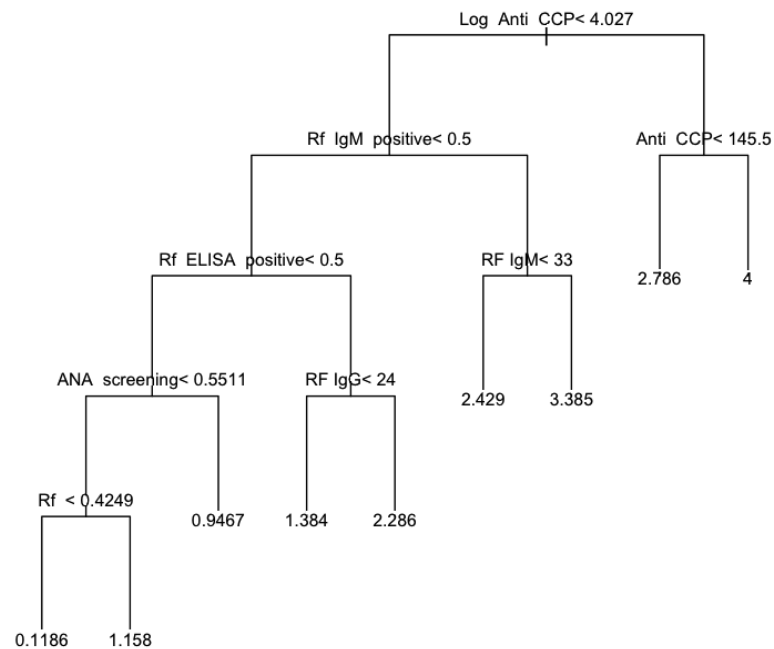 Log Anti CCP< 4.027
Rf IgM positive< 0.5
Anti CCP< 145.5
Rf ELISA positive< 0.5
RF IgM< 33
2.786
4
ANA screening< 0.5511
RF IgG< 24
2.429
3.385
Rf < 0.4249
0.9467
1.384
2.286
0.1186
1.158